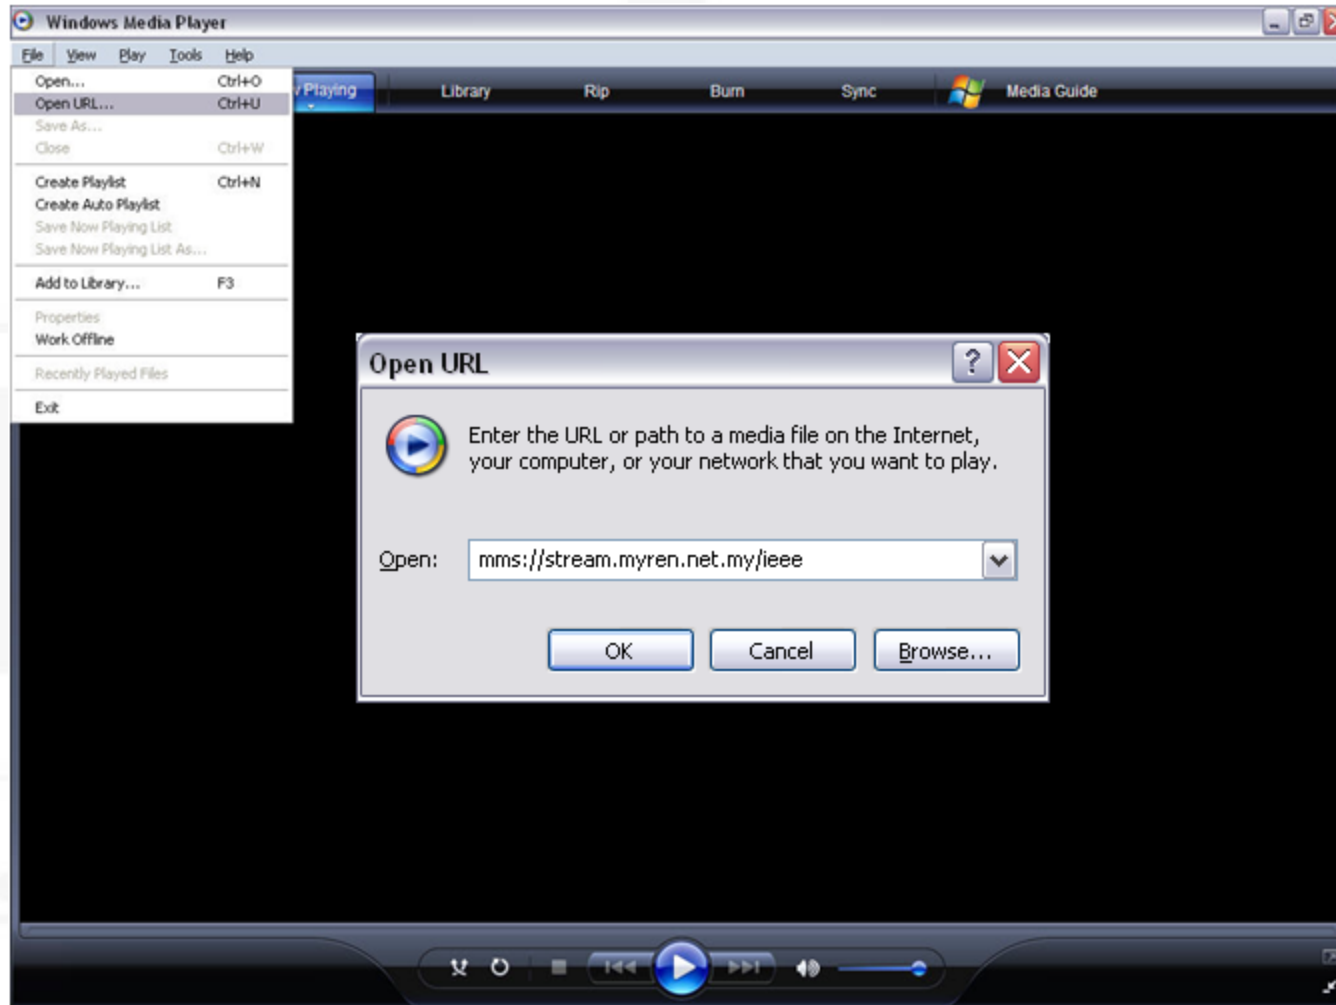 Windows Media Player
File View Play Tools Help
Open... Ctrl+O
Open URL... Ctrl+U
Save As...
Close Ctrl+W
Create Playlist Ctrl+N
Create Auto Playlist
Save Now Playing List
Save Now Playing List As...
Add to Library... F3
Properties
Work Offline
Recently Played Files
Exit
v Playing Library Rip Burn Sync Media Guide
Open URL
Enter the URL or path to a media file on the Internet,
your computer, or your network that you want to play.
Open: mms://stream.myren.net.my/ieee
OK Cancel Browse...